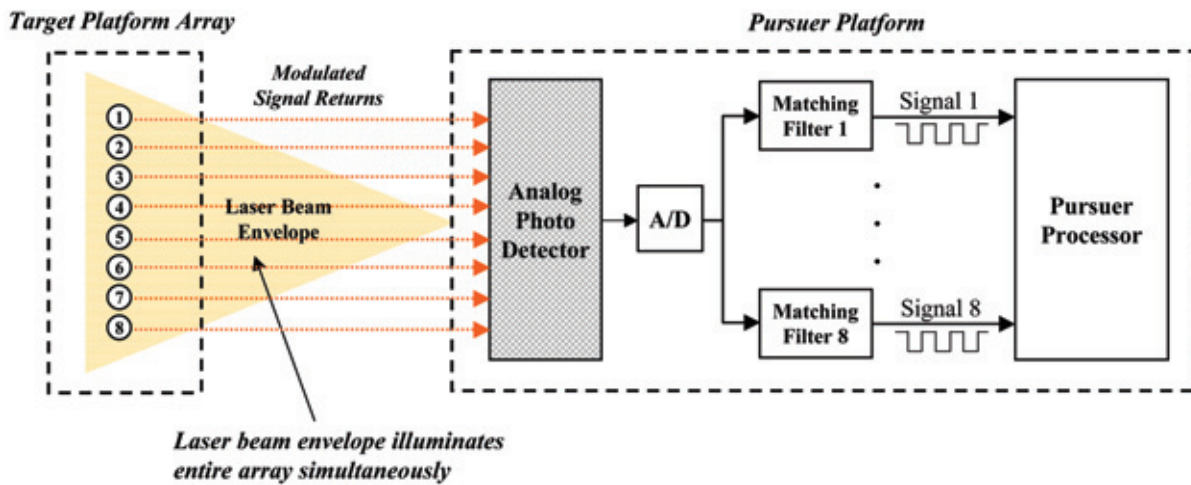 Target Platform Array
Pursuer Platform
Modulated
Signal Returns
1
2
3
4
5
6
7
8
Laser Beam
Envelope
Analog
Photo
Detector
A/D
Matching
Filter 1
Signal 1
Matching
Filter 8
Signal 8
Pursuer
Processor
Laser beam envelope illuminates
entire array simultaneously